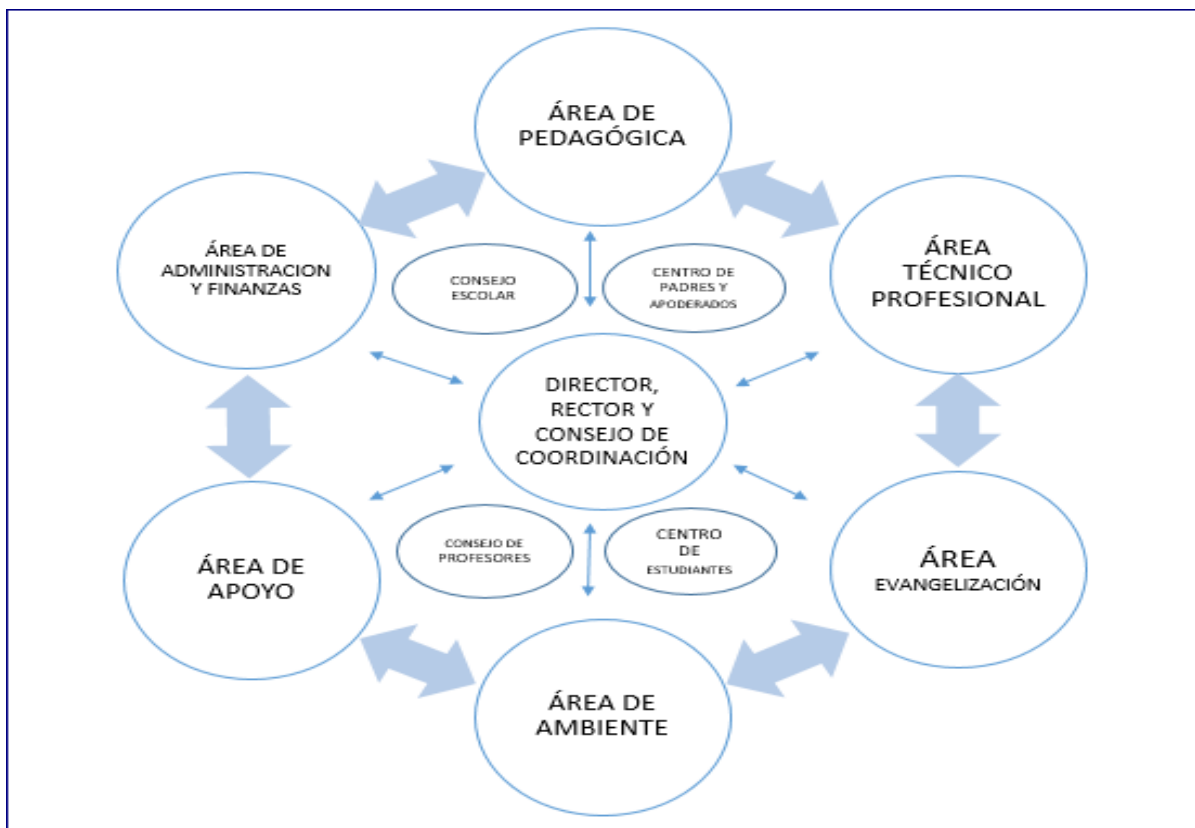 ÁREA DE
PEDAGÓGICA
ÁREA DE
ADMINISTRACION
Y FINANZAS
CONSEJO
ESCOLAR
CENTRO DE
PADRES Y
APODERADOS
ÁREA
TÉCNICO
PROFESIONAL
DIRECTOR,
RECTOR Y
CONSEJO DE
COORDINACIÓN
ÁREA DE
APOYO
CONSEJO DE
PROFESORES
CENTRO
DE
ESTUDIANTES
ÁREA
EVANGELIZACIÓN
ÁREA DE
AMBIENTE